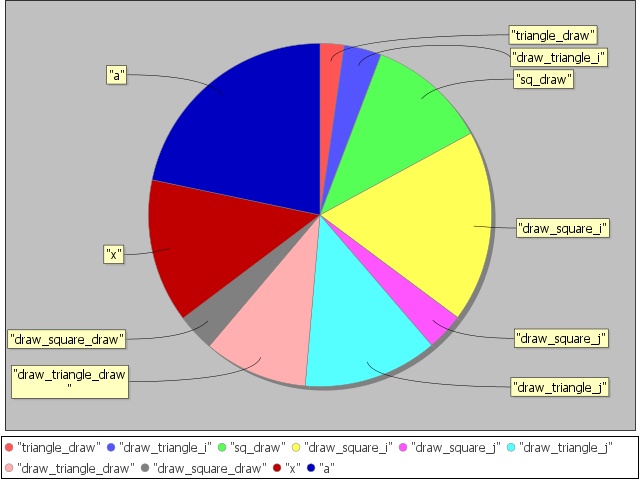 "triangle_draw"
"draw_triangle_i"
"sq_draw"
"a"
"draw_square_i"
"x"
"draw_square_draw"
"draw_square_j"
"draw_triangle_draw
"
"draw_triangle_j"
"triangle_draw" "draw_triangle_i" "sq_draw" "draw_square_i" "draw_square_j" "draw_triangle_j"
"draw_triangle_draw" "draw_square_draw" "x" "a"